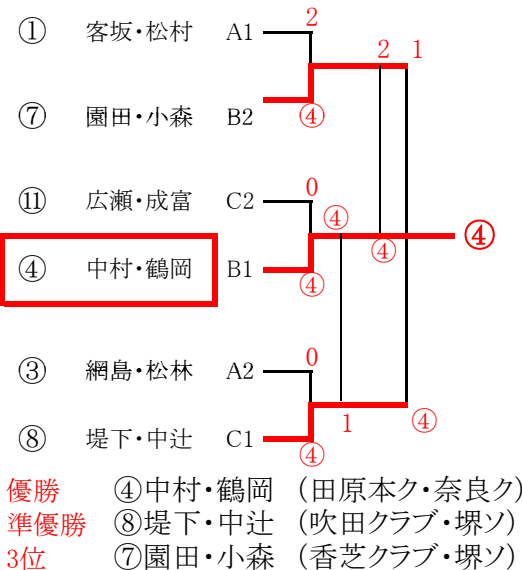 2
① 客坂・松村 A1
2 1
⑦ 園田・小森 B2
④
⑪ 広瀬・成富 C2
0
④
④
④
④ 中村・鶴岡 B1
④
③ 網島・松林 A2
0
1
④
⑧ 堤下・中辻 C1
④
優勝 ④中村・鶴岡 (田原本ク・奈良ク)
準優勝 ⑧堤下・中辻 (吹田クラブ・堺ソ)
3位 ⑦園田・小森 (香芝クラブ・堺ソ)